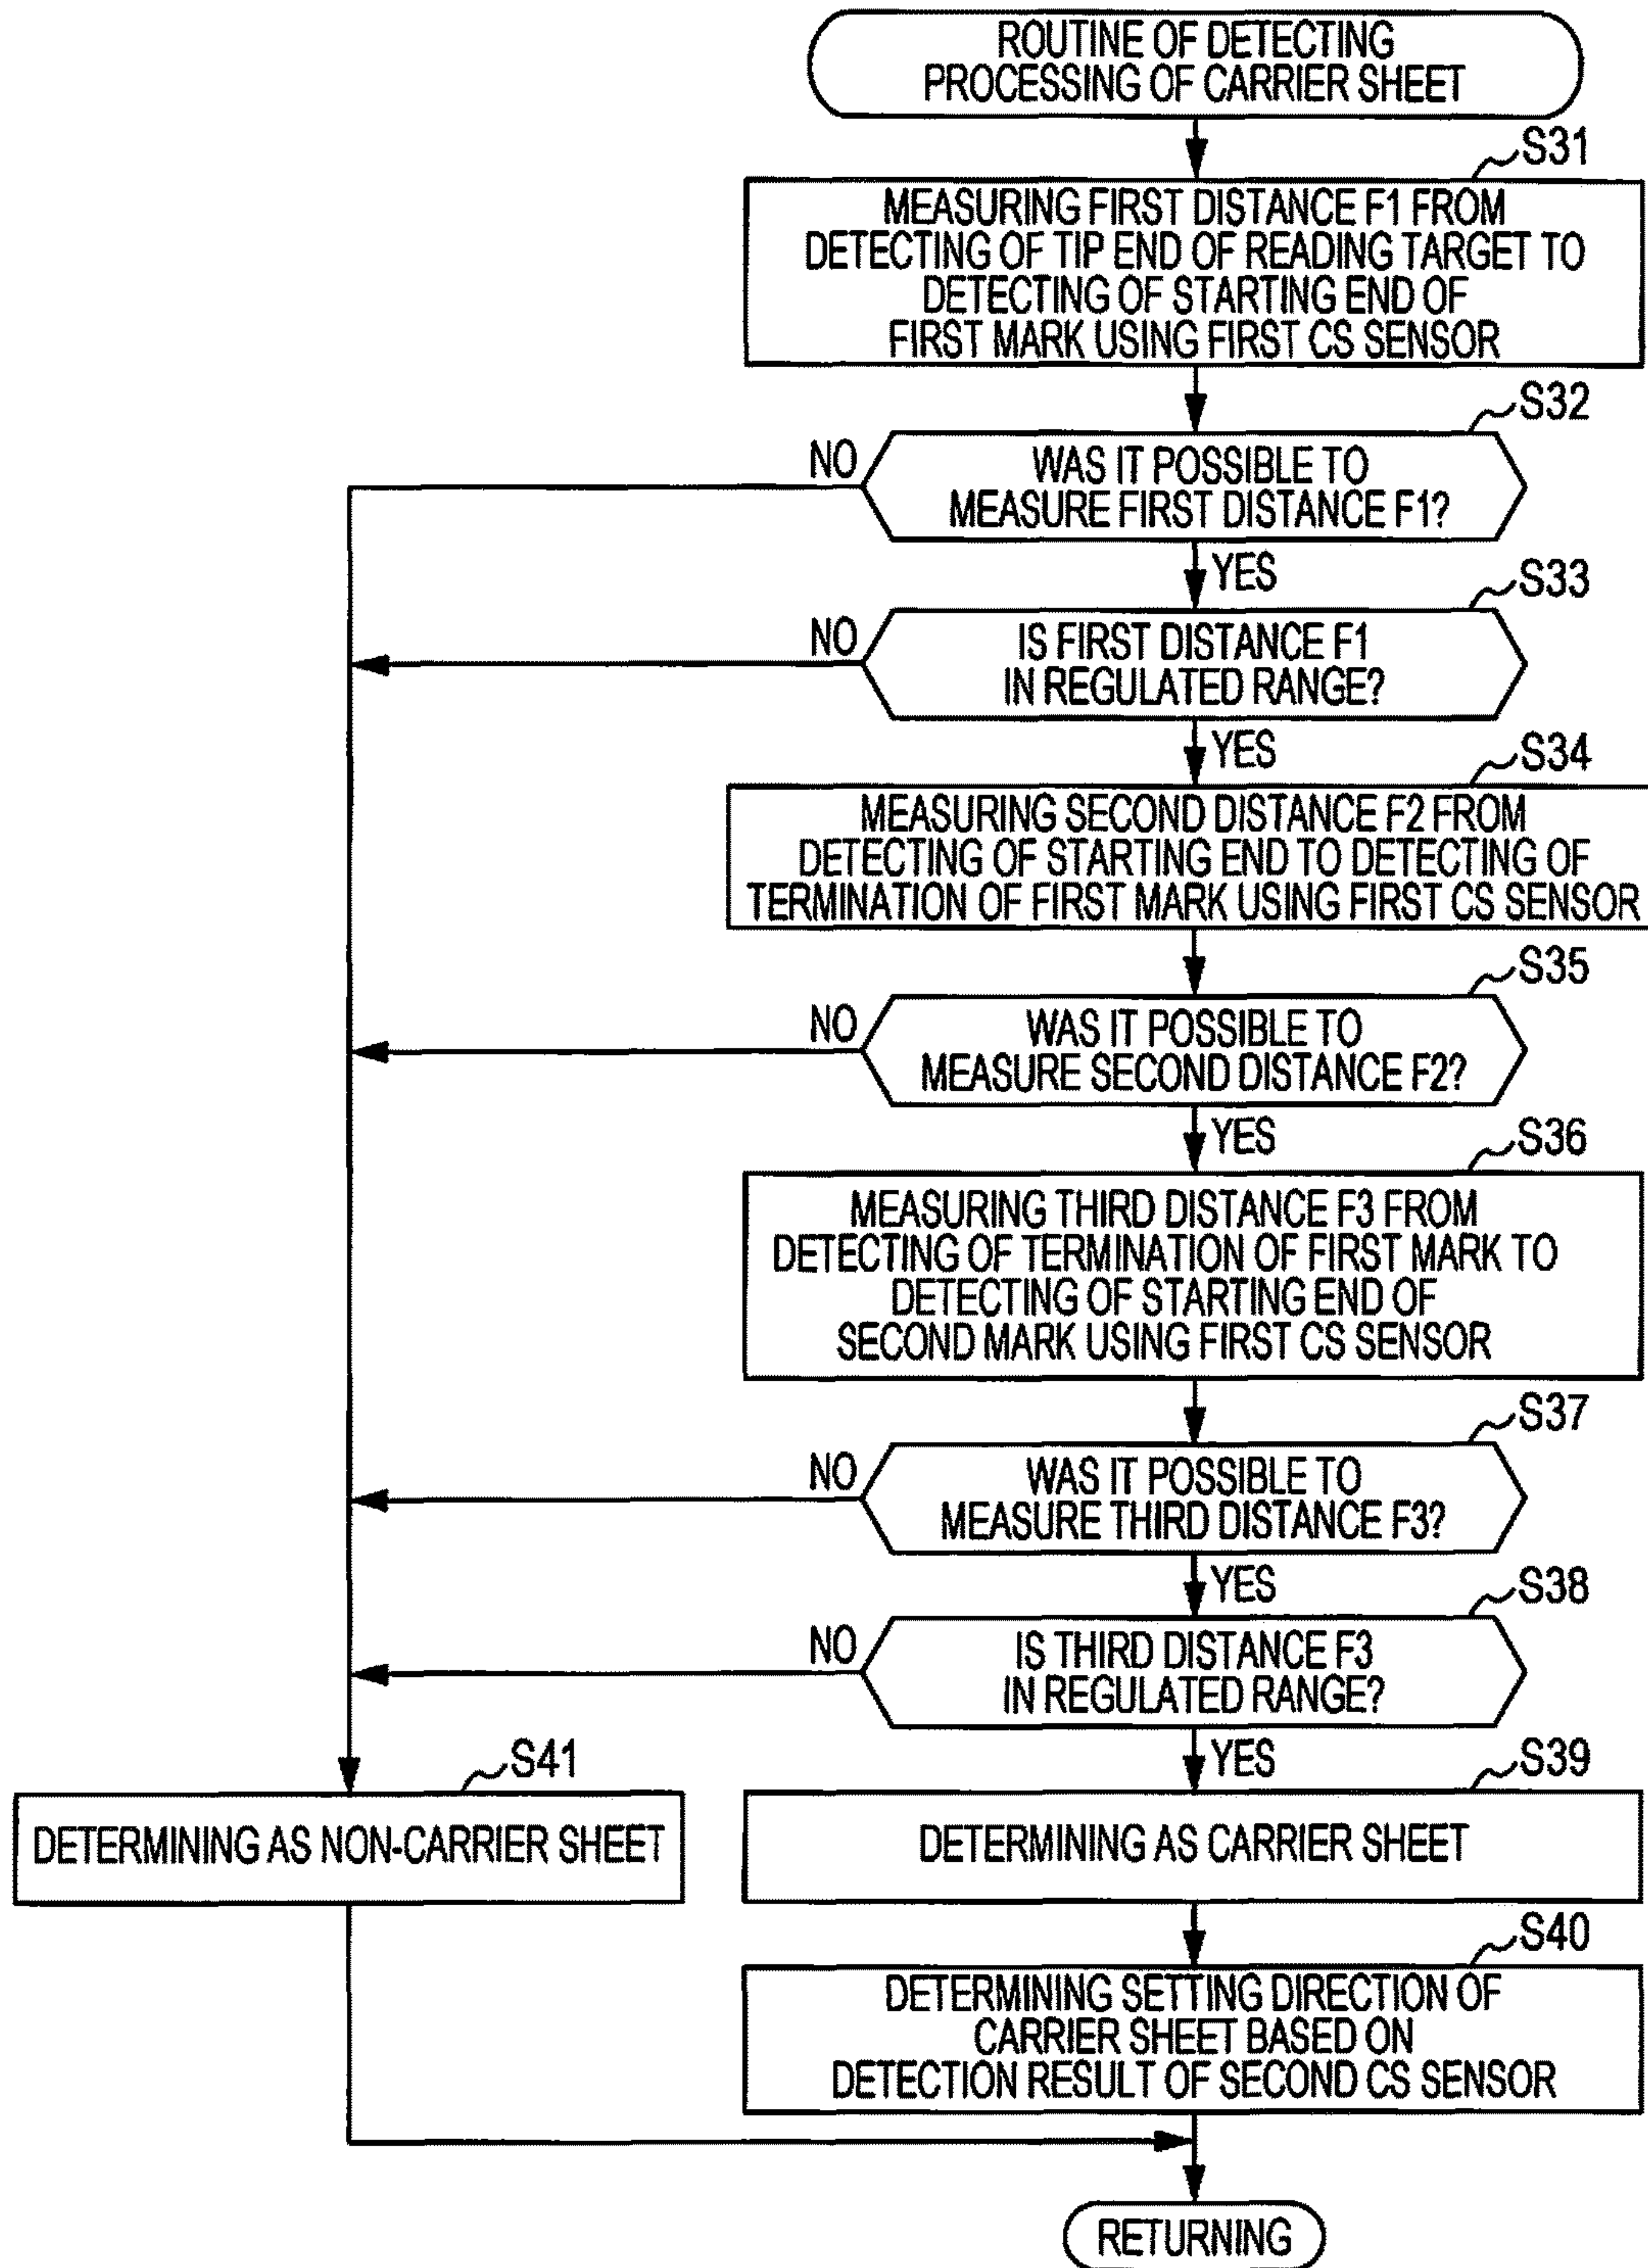 ROUTINE OF DETECTING
PROCESSING OF CARRIER SHEET
S31
MEASURING FIRST DISTANCE F1 FROM
DETECTING OF TIP END OF READING TARGET TO
DETECTING OF STARTING END OF
FIRST MARK USING FIRST CS SENSOR
S32
NO
WAS IT POSSIBLE TO
MEASURE FIRST DISTANCE F1?
YES
S33
NO
IS FIRST DISTANCE F1
IN REGULATED RANGE?
YES
S34
MEASURING SECOND DISTANCE F2 FROM
DETECTING OF STARTING END TO DETECTING OF
TERMINATION OF FIRST MARK USING FIRST CS SENSOR
S35
NO
WAS IT POSSIBLE TO
MEASURE SECOND DISTANCE F2?
YES
S36
MEASURING THIRD DISTANCE F3 FROM
DETECTING OF TERMINATION OF FIRST MARK TO
DETECTING OF STARTING END OF
SECOND MARK USING FIRST CS SENSOR
S37
NO
WAS IT POSSIBLE TO
MEASURE THIRD DISTANCE F3?
YES
S38
NO
IS THIRD DISTANCE F3
IN REGULATED RANGE?
YES
S41
DETERMINING AS NON-CARRIER SHEET
S39
DETERMINING AS CARRIER SHEET
S40
DETERMINING SETTING DIRECTION OF
CARRIER SHEET BASED ON
DETECTION RESULT OF SECOND CS SENSOR
RETURNING